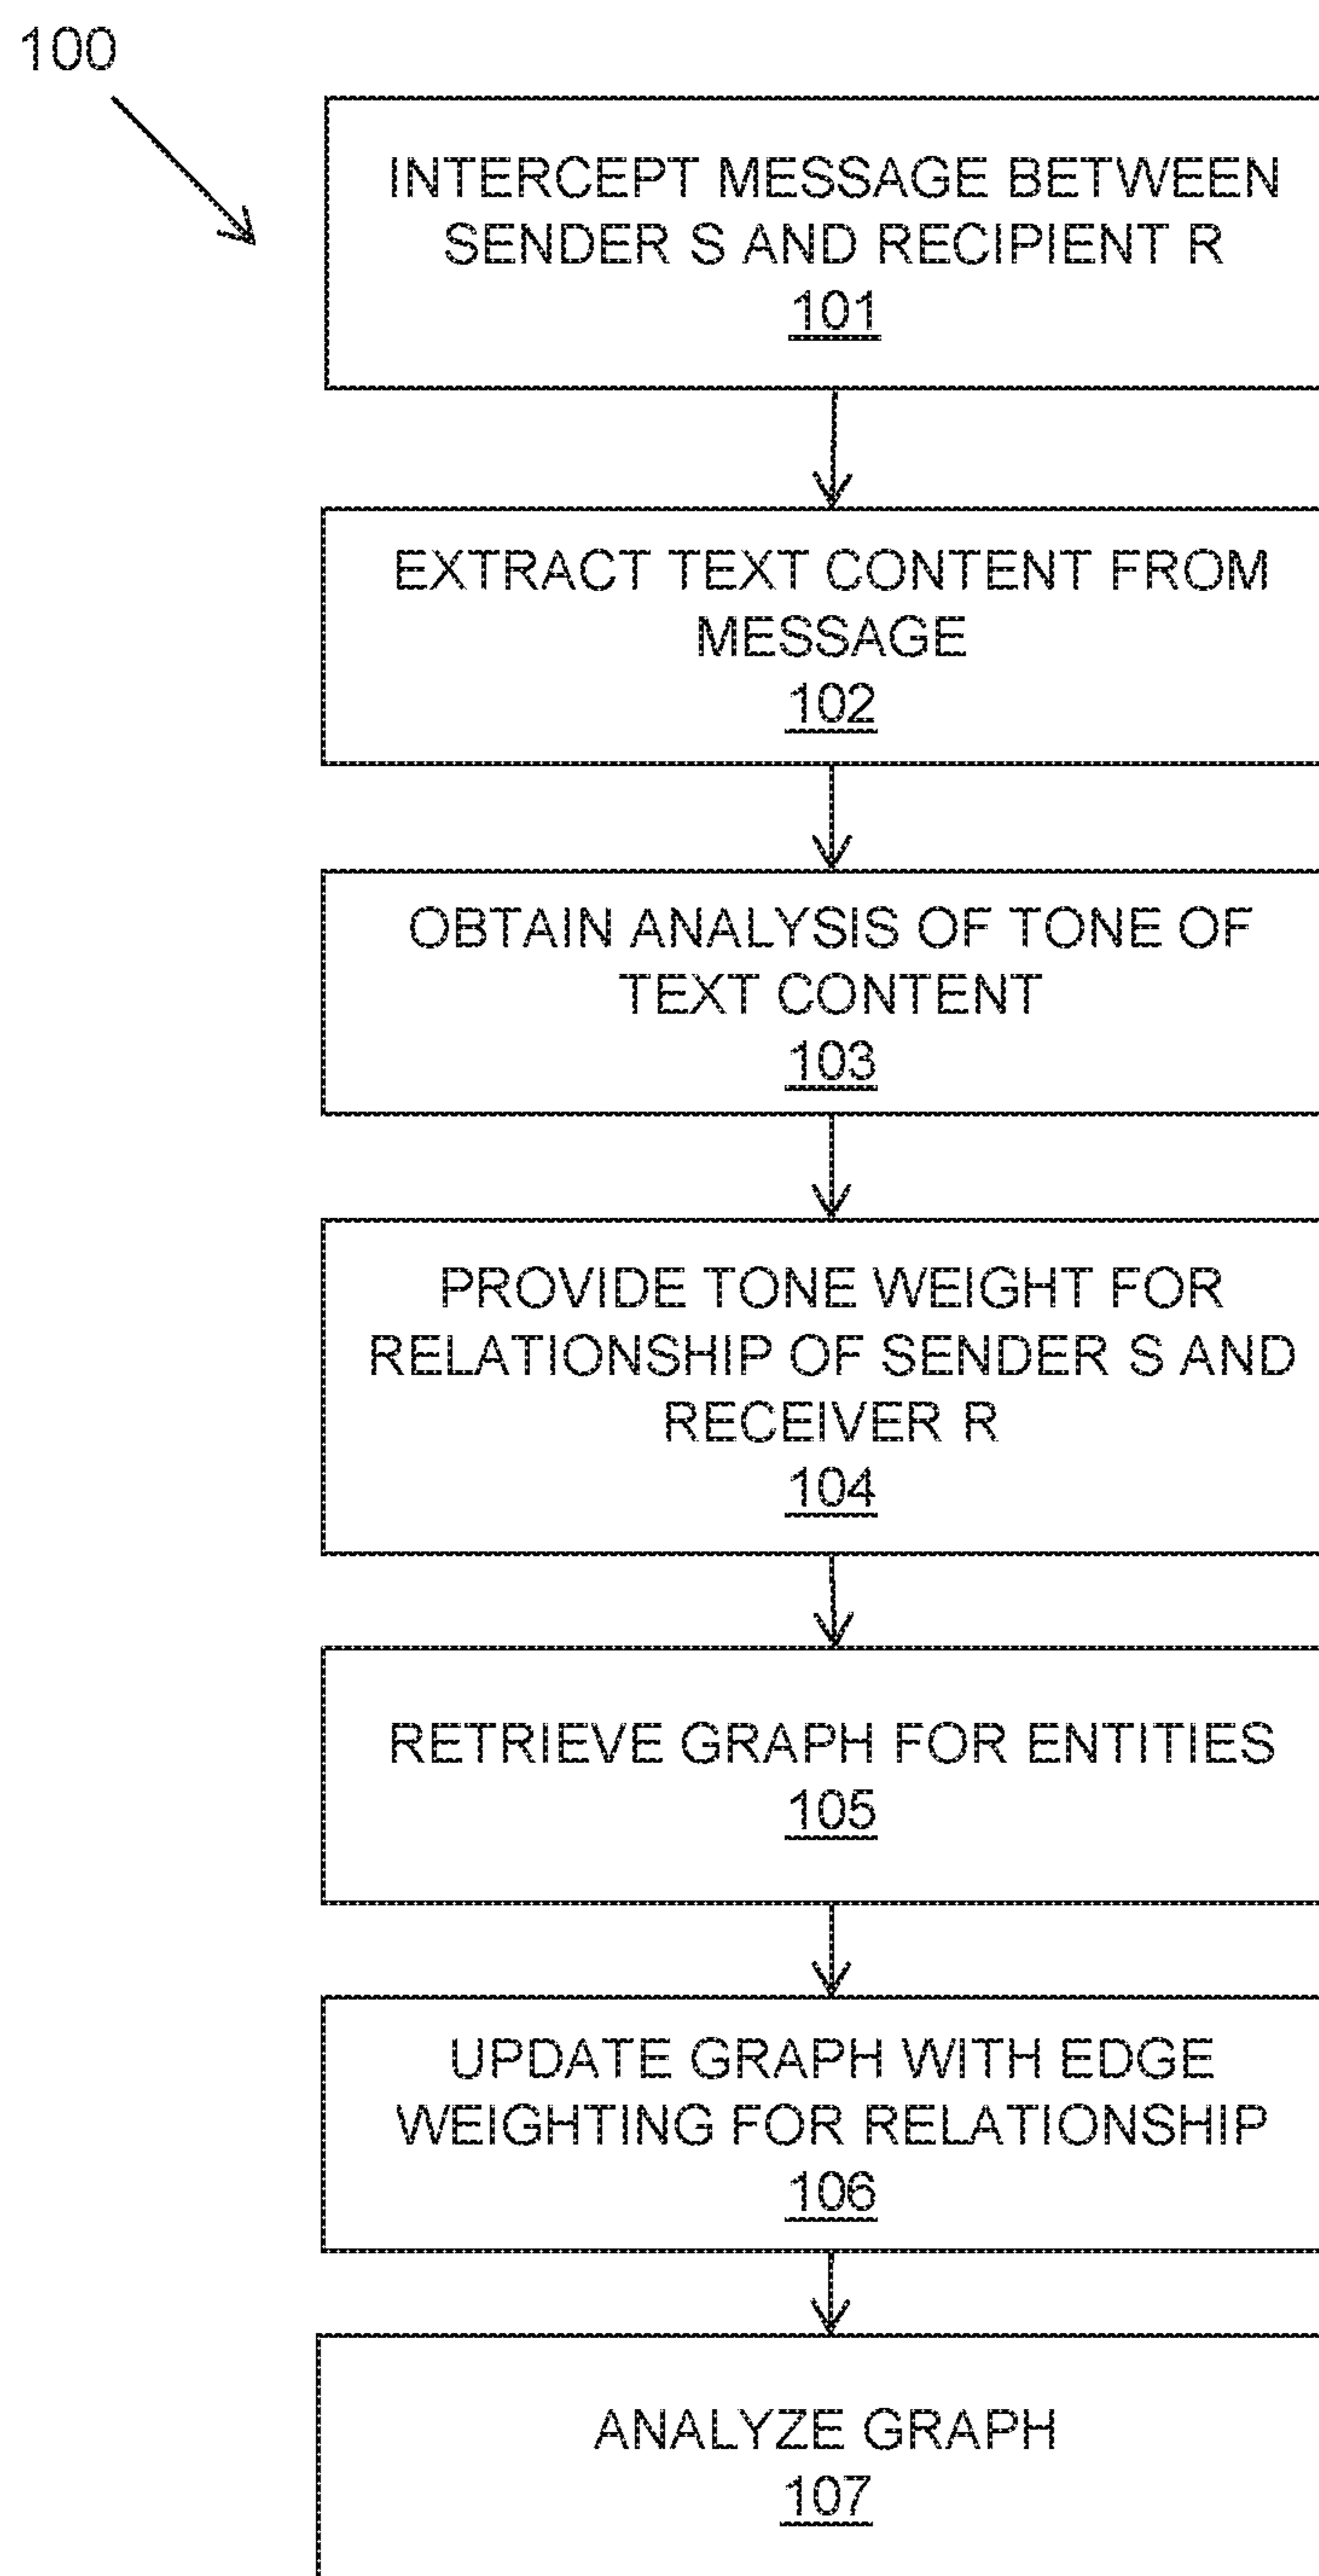 100
INTERCEPT MESSAGE BETWEEN
SENDER S AND RECIPIENT R
101
EXTRACT TEXT CONTENT FROM
MESSAGE
102
OBTAIN ANALYSIS OF TONE OF
TEXT CONTENT
103
PROVIDE TONE WEIGHT FOR
RELATIONSHIP OF SENDER S AND
RECEIVER R
104
RETRIEVE GRAPH FOR ENTITIES
105
UPDATE GRAPH WITH EDGE
WEIGHTING FOR RELATIONSHIP
106
ANALYZE GRAPH
107